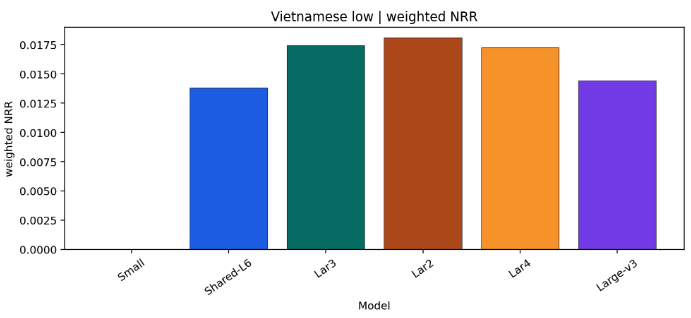 Vietnamese low | weighted NRR
weighted NRR
0.0175
0.0150
0.0125
0.0100
0.0075
0.0050
0.0025
0.0000
Small
Shared-L6
Lar3
Lar2
Lar4
Large-v3
Model